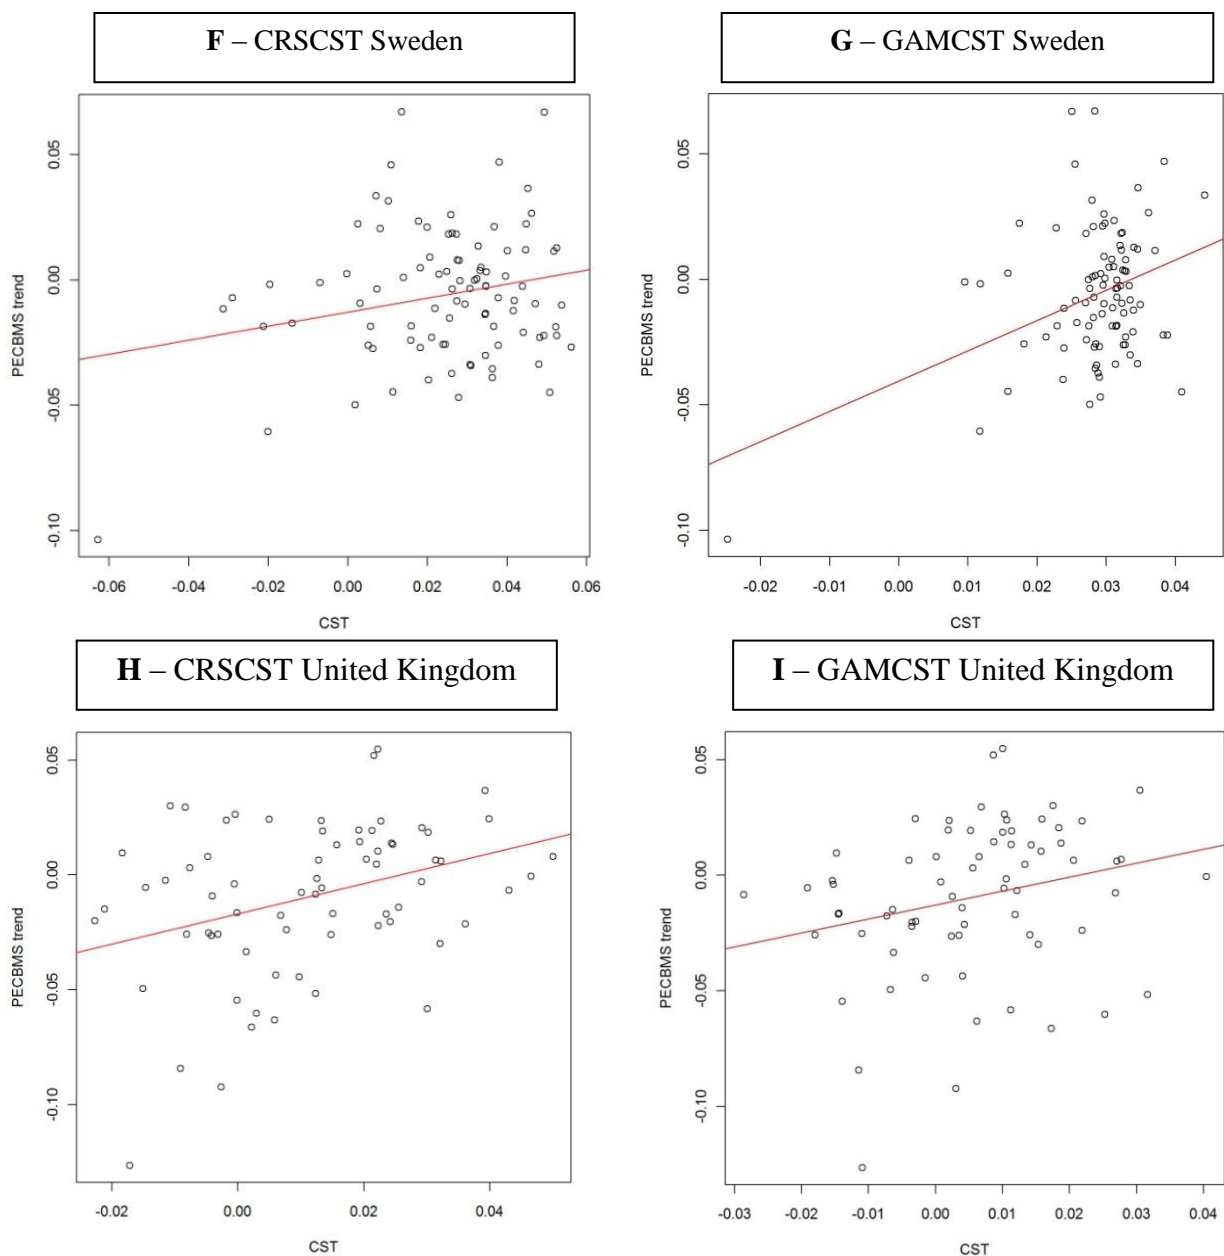 F – CRSCST Sweden
G – GAMCST Sweden
PECBMS trend
0.05
0.00
-0.05
-0.10
-0.06 -0.04 -0.02 0.00 0.02 0.04 0.06
CST
PECBMS trend
0.05
0.00
-0.05
-0.10
-0.02 -0.01 0.00 0.01 0.02 0.03 0.04
CST
H – CRSCST United Kingdom
I – GAMCST United Kingdom
PECBMS trend
0.05
0.00
-0.05
-0.10
-0.02 0.00 0.02 0.04
CST
PECBMS trend
0.05
0.00
-0.05
-0.10
-0.03 -0.02 -0.01 0.00 0.01 0.02 0.03 0.04
CST